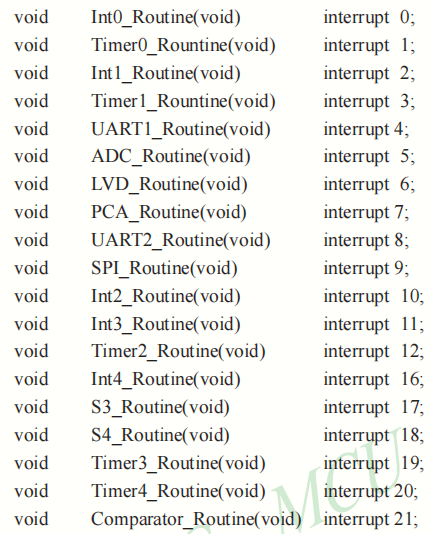 void Int0_Routine(void) interrupt 0;
void Timer0_Rountine(void) interrupt 1;
void Int1_Routine(void) interrupt 2;
void Timer1_Rountine(void) interrupt 3;
void UART1_Routine(void) interrupt 4;
void ADC_Routine(void) interrupt 5;
void LVD_Routine(void) interrupt 6;
void PCA_Routine(void) interrupt 7;
void UART2_Routine(void) interrupt 8;
void SPI_Routine(void) interrupt 9;
void Int2_Routine(void) interrupt 10;
void Int3_Routine(void) interrupt 11;
void Timer2_Routine(void) interrupt 12;
void Int4_Routine(void) interrupt 16;
void S3_Routine(void) interrupt 17;
void S4_Routine(void) interrupt 18;
void Timer3_Routine(void) interrupt 19;
void Timer4_Routine(void) interrupt 20;
void Comparator_Routine(void) interrupt 21;
MCU